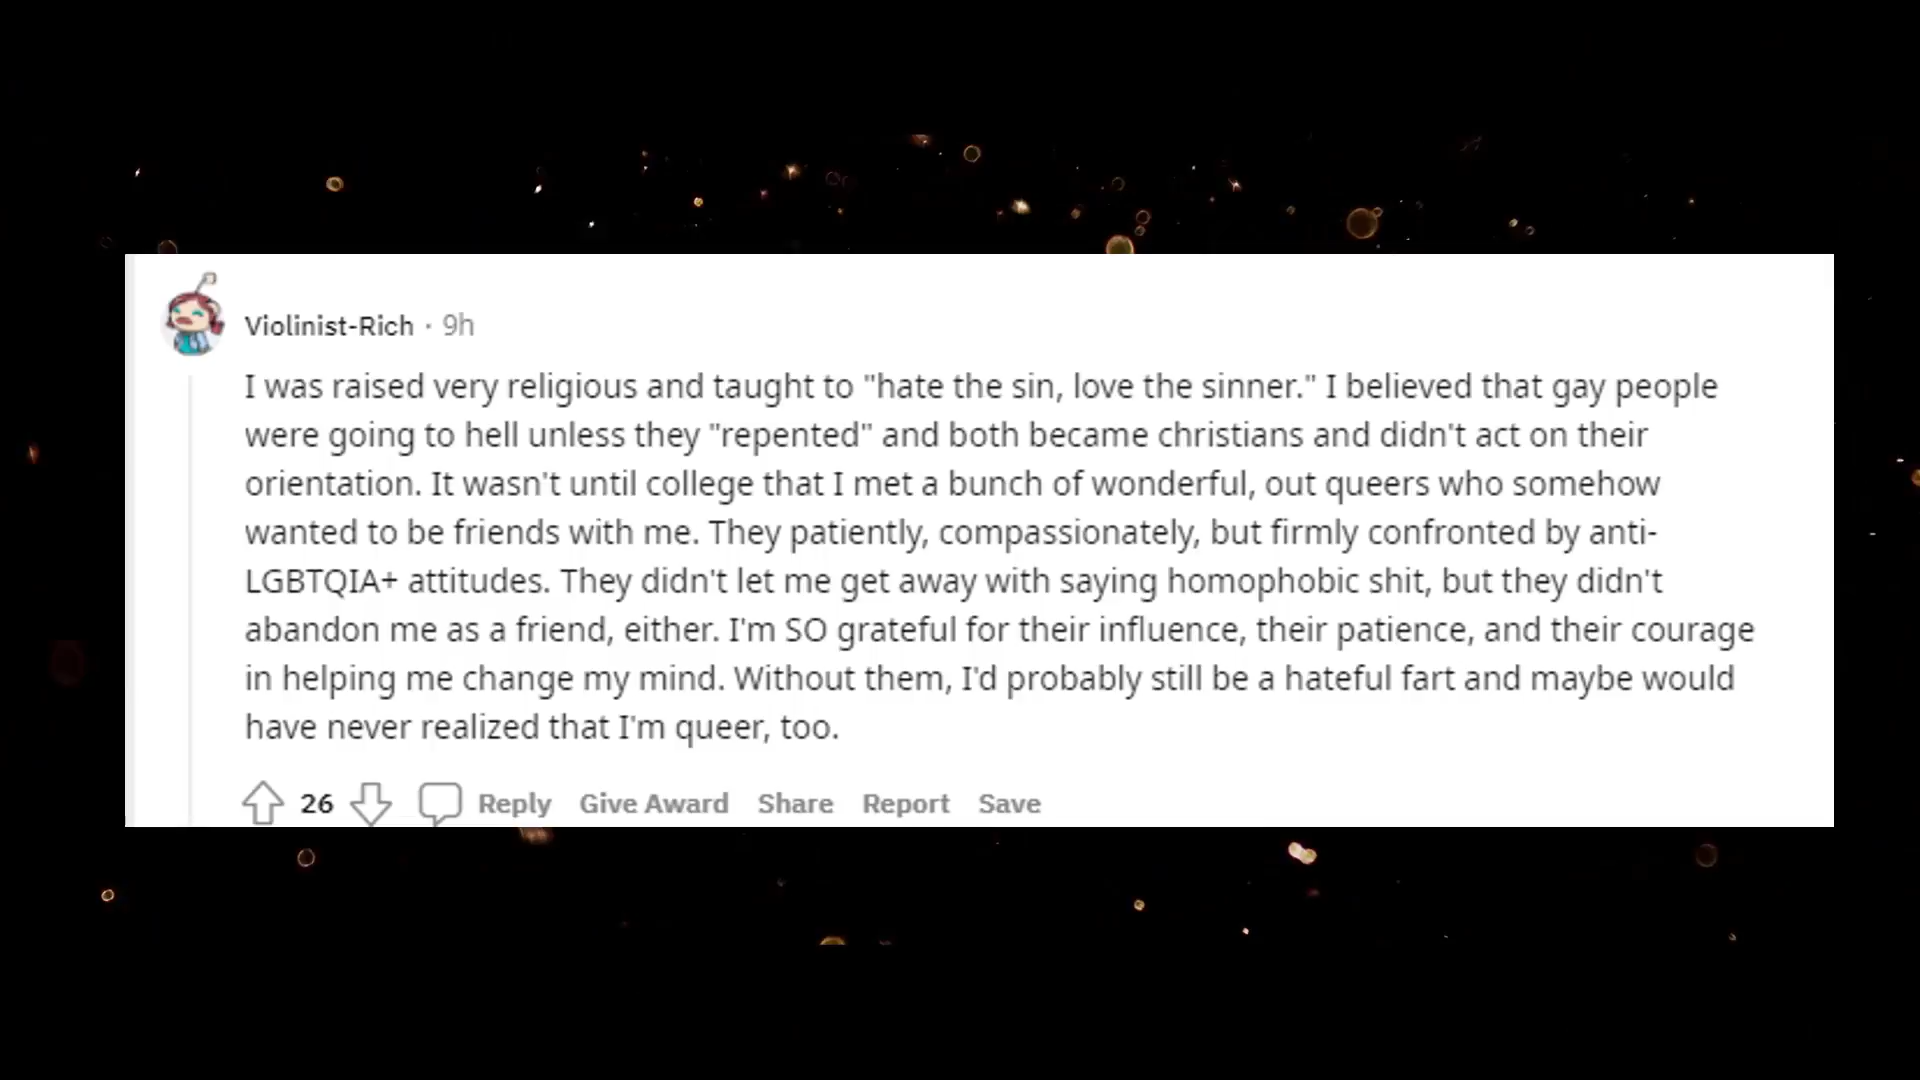 Violinist-Rich · 9h
I was raised very religious and taught to "hate the sin, love the sinner." I believed that gay people
were going to hell unless they "repented" and both became christians and didn't act on their
orientation. It wasn't until college that I met a bunch of wonderful, out queers who somehow
wanted to be friends with me. They patiently, compassionately, but firmly confronted by anti-
LGBTQIA+ attitudes. They didn't let me get away with saying homophobic shit, but they didn't
abandon me as a friend, either. I'm SO grateful for their influence, their patience, and their courage
in helping me change my mind. Without them, I'd probably still be a hateful fart and maybe would
have never realized that I'm queer, too.
26 Reply Give Award Share Report Save